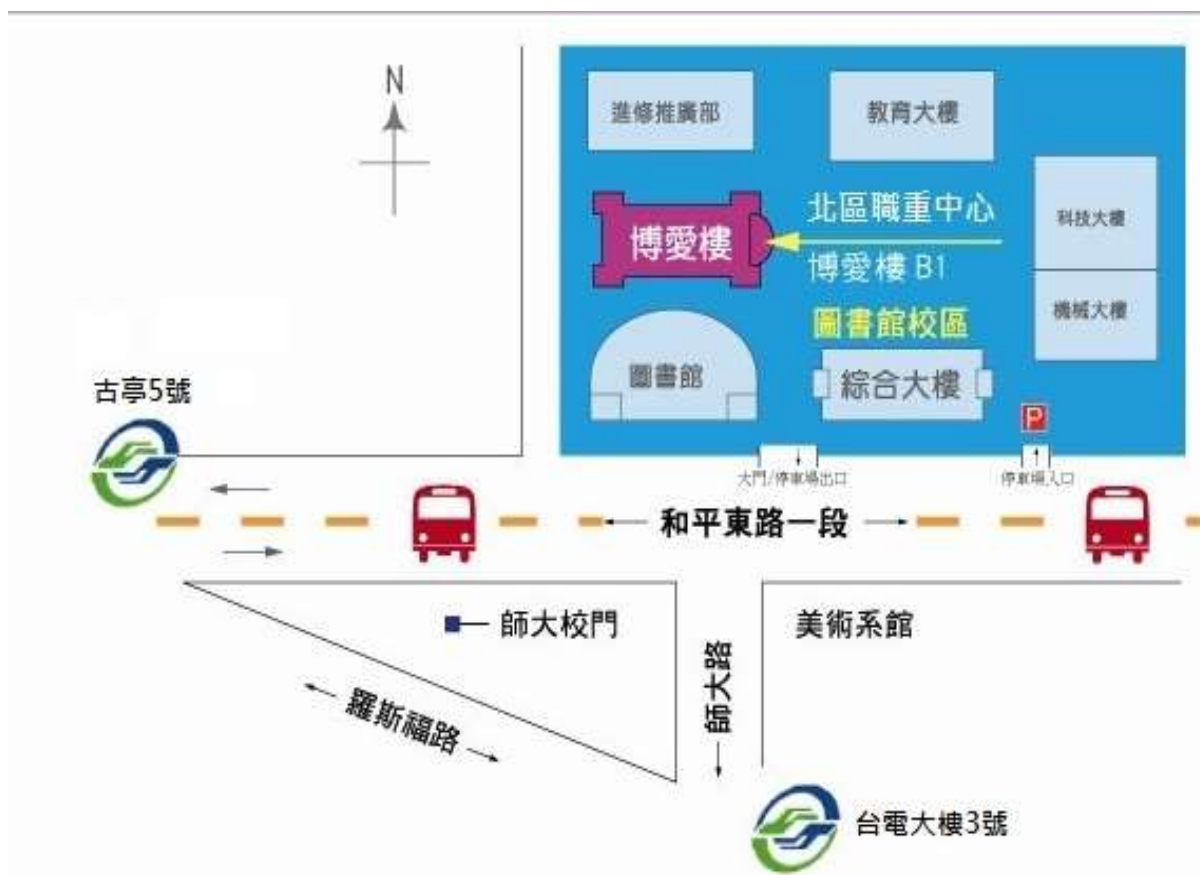 N
進修推廣部
教育大樓
北區職重中心
科技大樓
博愛樓
博愛樓 B1
圖書館校區
機械大樓
圖書館
綜合大樓
P
古亭5號
大門/停車場出口
停車場入口
和平東路一段
師大校門
美術系館
師大路
羅斯福路
台電大樓3號